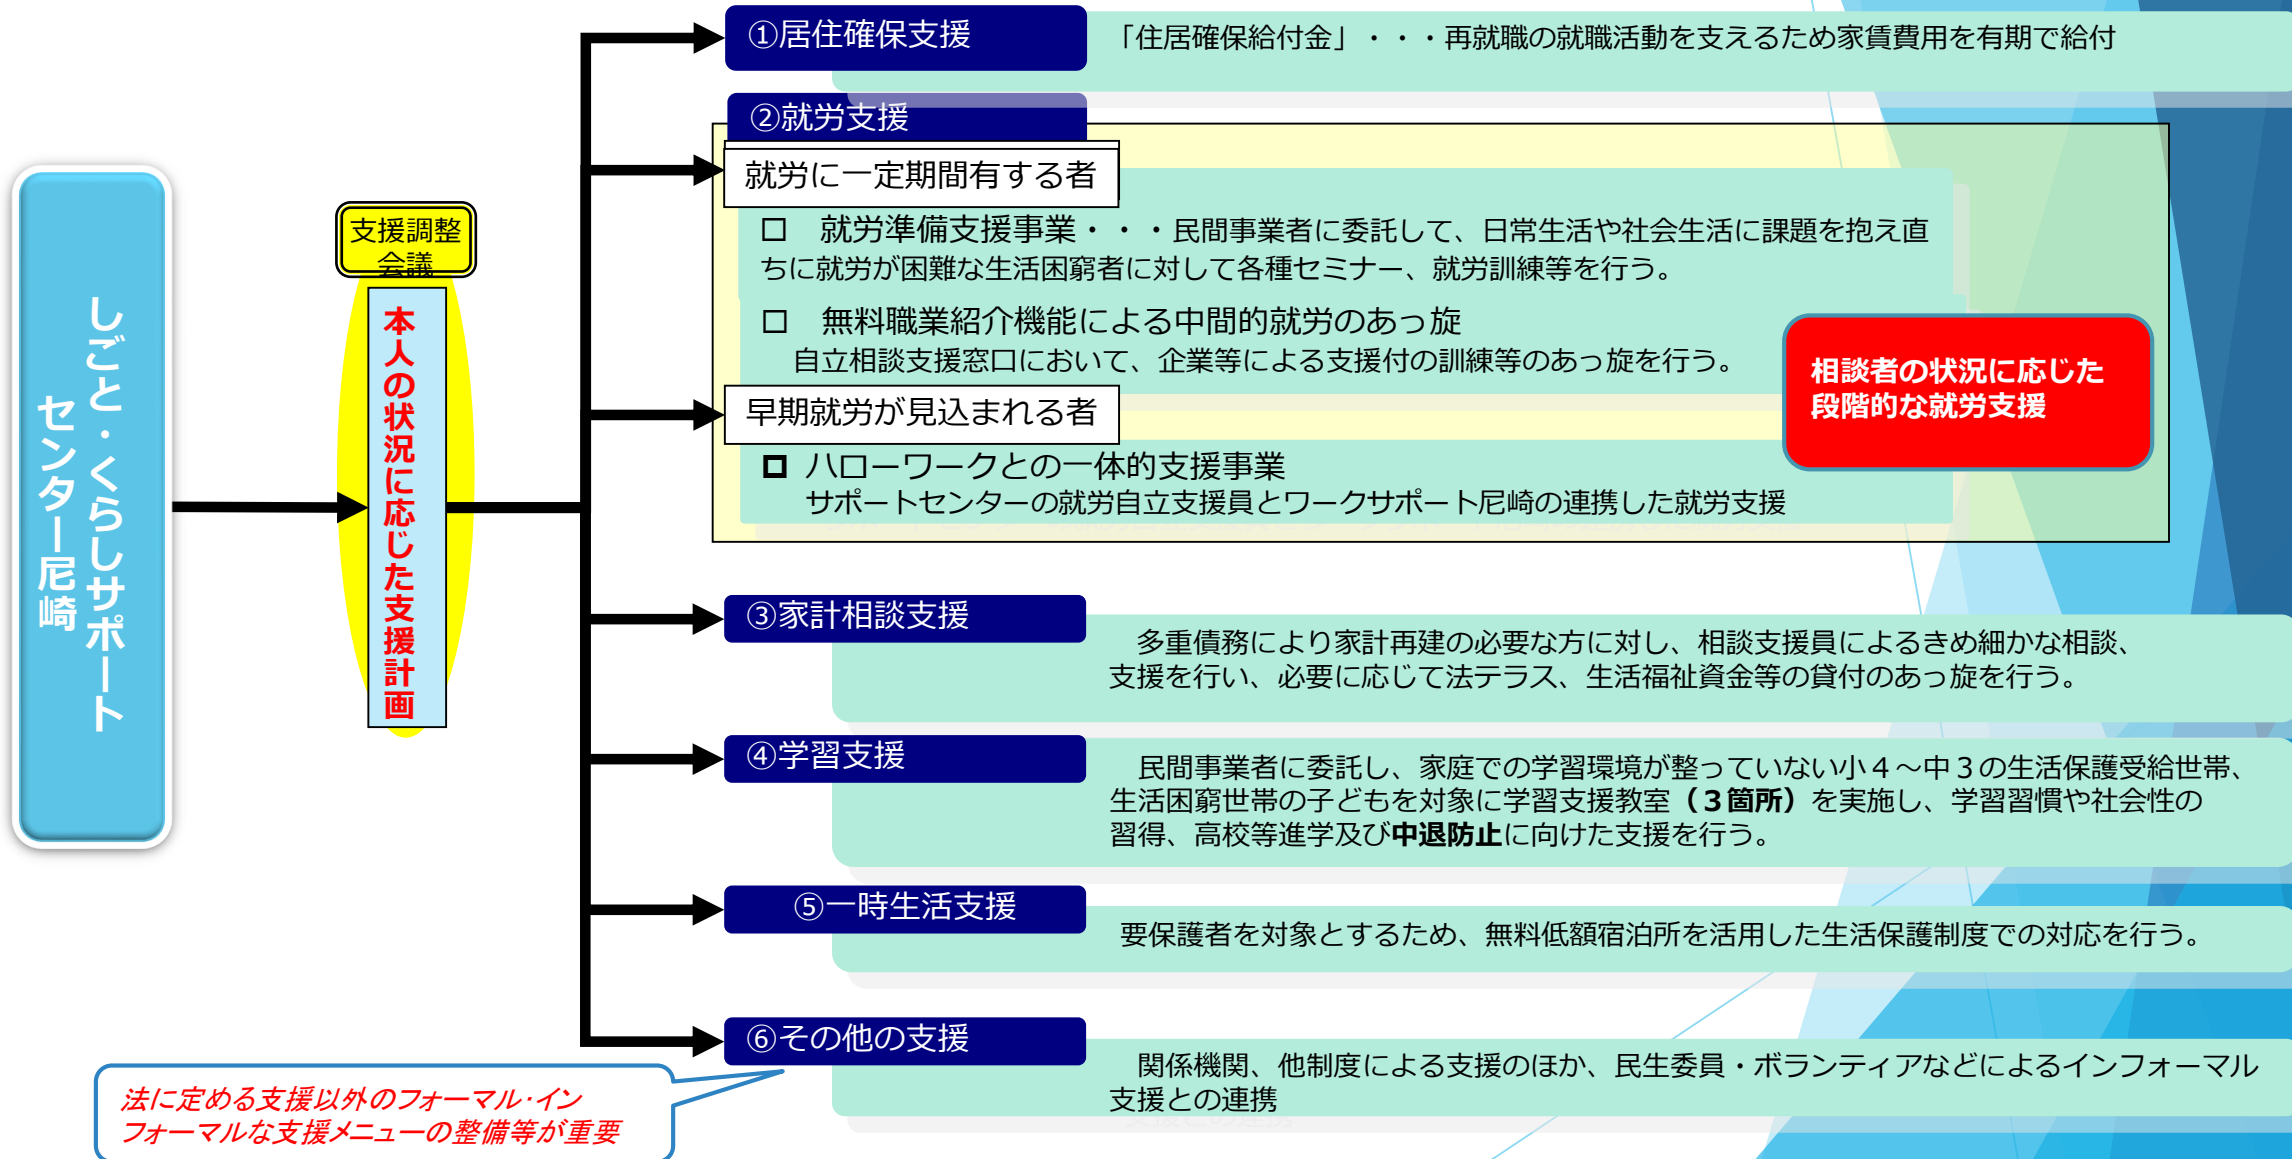 しごと・くらしサポート
センター尼崎
支援調整
会議
本人の状況に応じた支援計画
①居住確保支援
「住居確保給付金」・・・再就職の就職活動を支えるため家賃費用を有期で給付
②就労支援
就労に一定期間有する者
□ 就労準備支援事業・・・民間事業者に委託して、日常生活や社会生活に課題を抱え直
ちに就労が困難な生活困窮者に対して各種セミナー、就労訓練等を行う。
□ 無料職業紹介機能による中間的就労のあっ旋
自立相談支援窓口において、企業等による支援付の訓練等のあっ旋を行う。
早期就労が見込まれる者
□ ハローワークとの一体的支援事業
サポートセンターの就労自立支援員とワークサポート尼崎の連携した就労支援
相談者の状況に応じた
段階的な就労支援
③家計相談支援
多重債務により家計再建の必要な方に対し、相談支援員によるきめ細かな相談、
支援を行い、必要に応じて法テラス、生活福祉資金等の貸付のあっ旋を行う。
④学習支援
民間事業者に委託し、家庭での学習環境が整っていない小４～中３の生活保護受給世帯、
生活困窮世帯の子どもを対象に学習支援教室（３箇所）を実施し、学習習慣や社会性の
習得、高校等進学及び中退防止に向けた支援を行う。
⑤一時生活支援
要保護者を対象とするため、無料低額宿泊所を活用した生活保護制度での対応を行う。
⑥その他の支援
関係機関、他制度による支援のほか、民生委員・ボランティアなどによるインフォーマル
支援との連携
法に定める支援以外のフォーマル・イン
フォーマルな支援メニューの整備等が重要